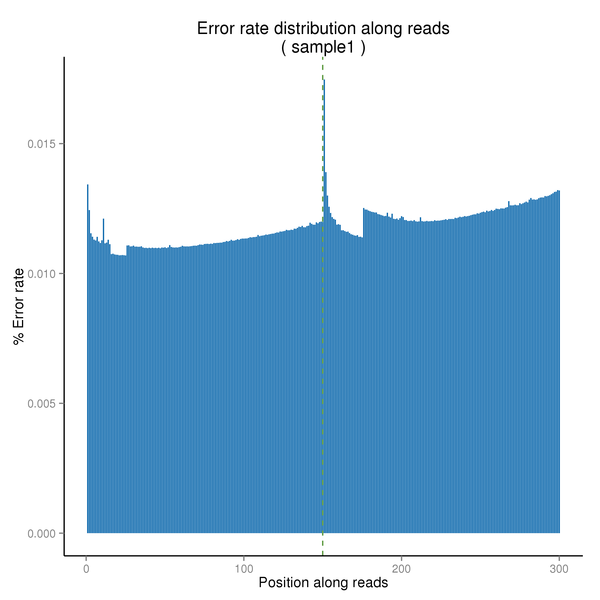 Error rate distribution along reads
( sample1 )
% Error rate
0.015
0.010
0.005
0.000
0 100 200 300
Position along reads